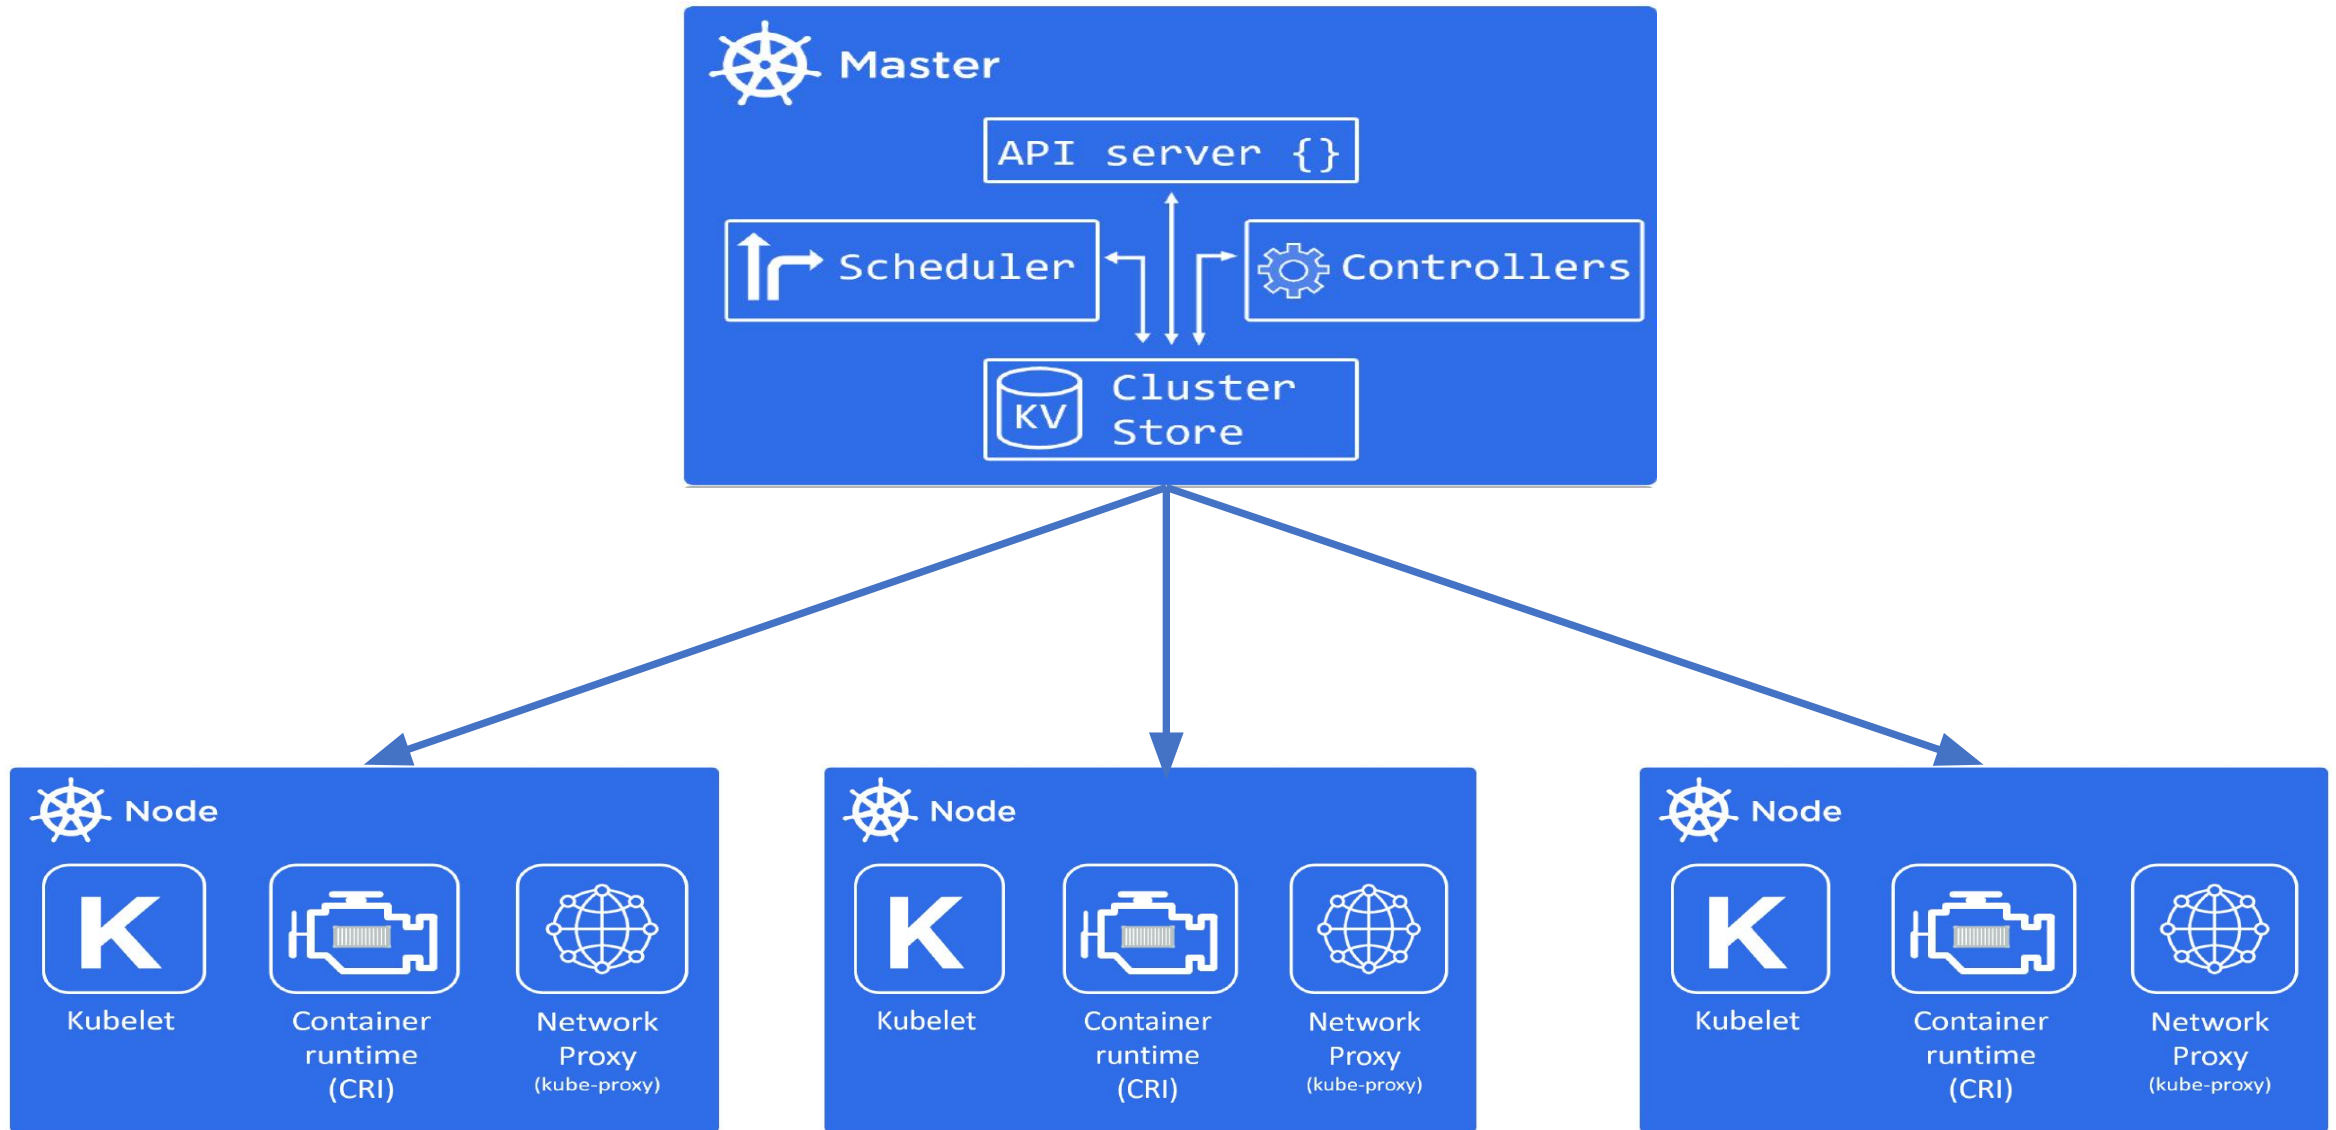 Master
API server {}
Scheduler
Controllers
KV
Cluster
Store
Node
K
Kubelet
Container
runtime
(CRI)
Network
Proxy
(kube-proxy)
Node
K
Kubelet
Container
runtime
(CRI)
Network
Proxy
(kube-proxy)
Node
K
Kubelet
Container
runtime
(CRI)
Network
Proxy
(kube-proxy)